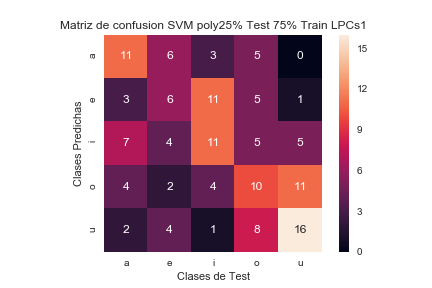 Matriz de confusion SVM poly25% Test 75% Train LPCs1
a 11 6 3 5 0
e 3 6 11 5 1
i 7 4 11 5 5
o 4 2 4 10 11
u 2 4 1 8 16
a e i o u
Clases de Test
Clases Predichas
15
12
9
6
3
0